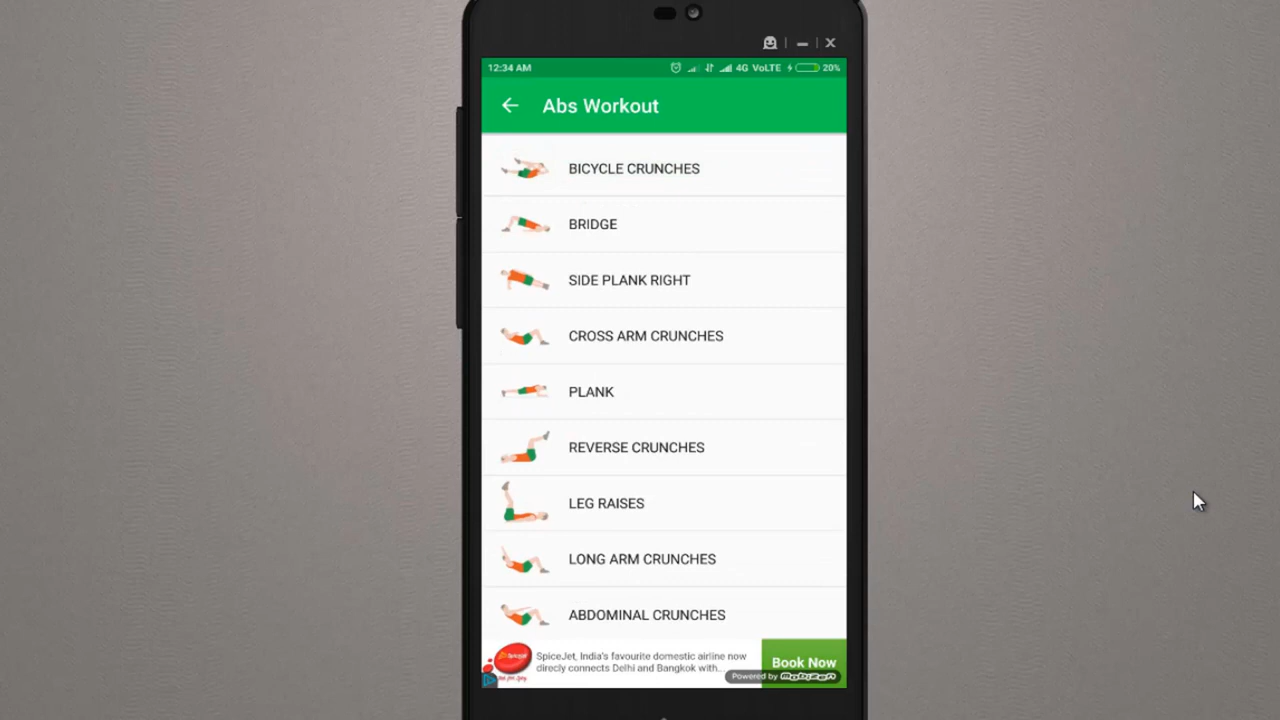 12:34 AM 4G VoLTE 20%
Abs Workout
BICYCLE CRUNCHES
BRIDGE
SIDE PLANK RIGHT
CROSS ARM CRUNCHES
PLANK
REVERSE CRUNCHES
LEG RAISES
LONG ARM CRUNCHES
ABDOMINAL CRUNCHES
SpiceJet, India's favourite domestic airline now
direcly connects Delhi and Bangkok with...
Book Now
Powered by Mobizen